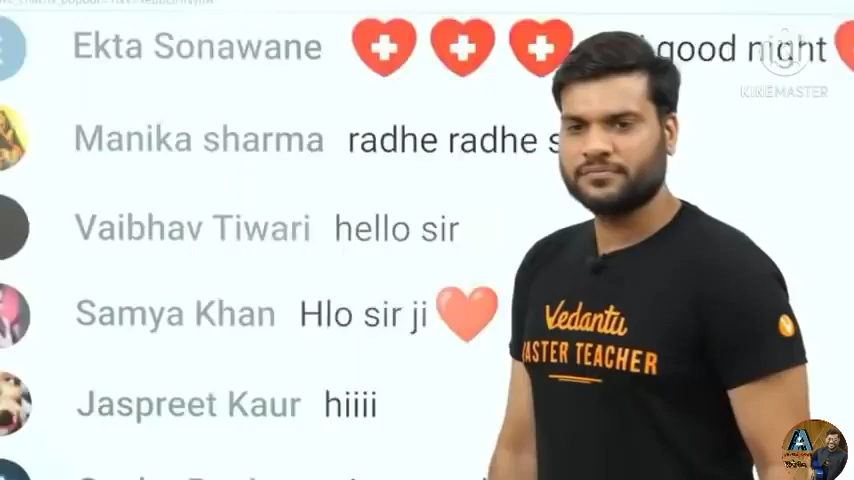 Ekta Sonawane good night
KINEMASTER
Manika sharma radhe radhe s
Vaibhav Tiwari hello sir
Samya Khan Hlo sir ji
Jaspreet Kaur hiiii
Vedantu
MASTER TEACHER